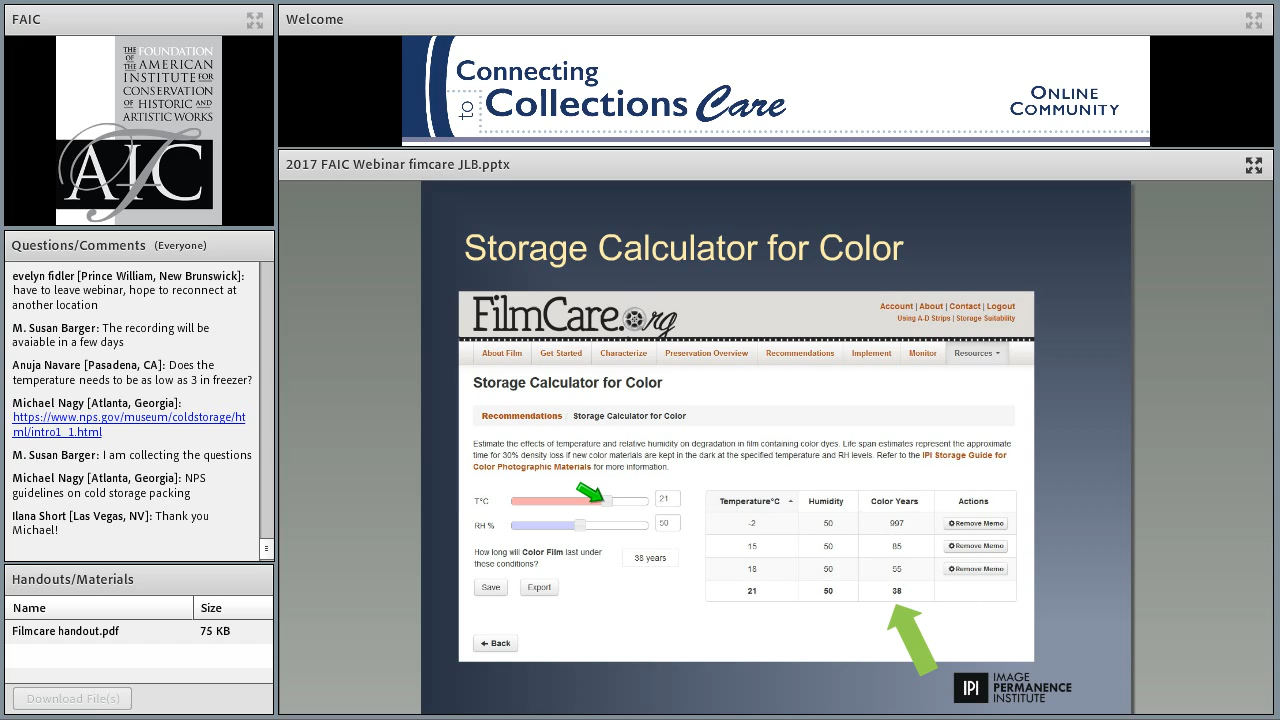 FAIC
THE FOUNDATION
OF THE AMERICAN
INSTITUTE FOR
CONSERVATION
OF HISTORIC AND
ARTISTIC WORKS
AIC
Questions/Comments (Everyone)
evelyn fidler [Prince William, New Brunswick]:
have to leave webinar, hope to reconnect at
another location
M. Susan Barger: The recording will be
avaiable in a few days
Anuja Navare [Pasadena, CA]: Does the
temperature needs to be as low as 3 in freezer?
Michael Nagy [Atlanta, Georgia]:
https://www.nps.gov/museum/coldstorage/ht
ml/intro1_1.html
M. Susan Barger: I am collecting the questions
Michael Nagy [Atlanta, Georgia]: NPS
guidelines on cold storage packing
Ilana Short [Las Vegas, NV]: Thank you
Michael!
Handouts/Materials
Name Size
Filmcare handout.pdf 75 KB
Download File(s)
Welcome
Connecting
to Collections Care
ONLINE
COMMUNITY
2017 FAIC Webinar fimcare JLB.pptx
Storage Calculator for Color
FilmCare.org
Account | About | Contact | Logout
Using A-D Strips | Storage Suitability
About Film Get Started Characterize Preservation Overview Recommendations Implement Monitor Resources
Storage Calculator for Color
Recommendations / Storage Calculator for Color
Estimate the effects of temperature and relative humidity on degradation in film containing color dyes. Life span estimates represent the approximate
time for 30% density loss if new color materials are kept in the dark at the specified temperature and RH levels. Refer to the IPI Storage Guide for
Color Photographic Materials for more information.
T°C 21
RH % 50
How long will Color Film last under
these conditions? 38 years
Save Export
Back
Temperature°C Humidity Color Years Actions
-2 50 997 Remove Memo
15 50 85 Remove Memo
18 50 55 Remove Memo
21 50 38
IPI
IMAGE
PERMANENCE
INSTITUTE